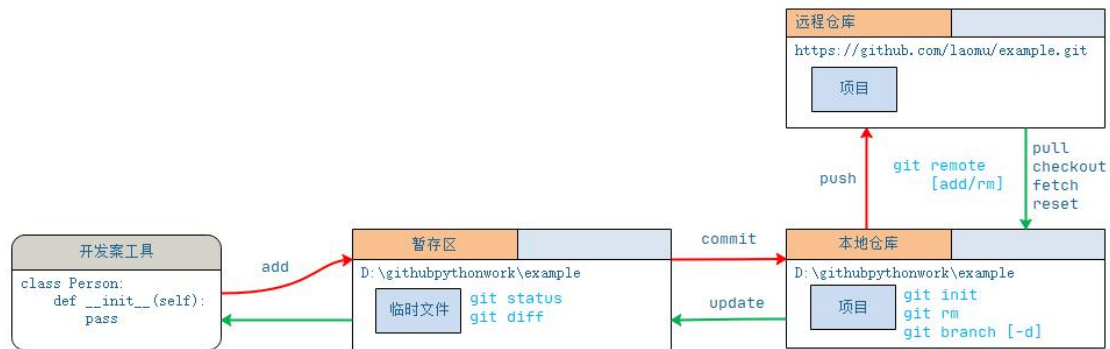 远程仓库
https://github.com/laomu/example.git
项目
push
git remote
[add/rm]
pull
checkout
fetch
reset
开发案工具
class Person:
def __init__(self):
pass
add
暂存区
D:\githubpythonwork\example
临时文件
git status
git diff
commit
update
本地仓库
D:\githubpythonwork\example
项目
git init
git rm
git branch [-d]